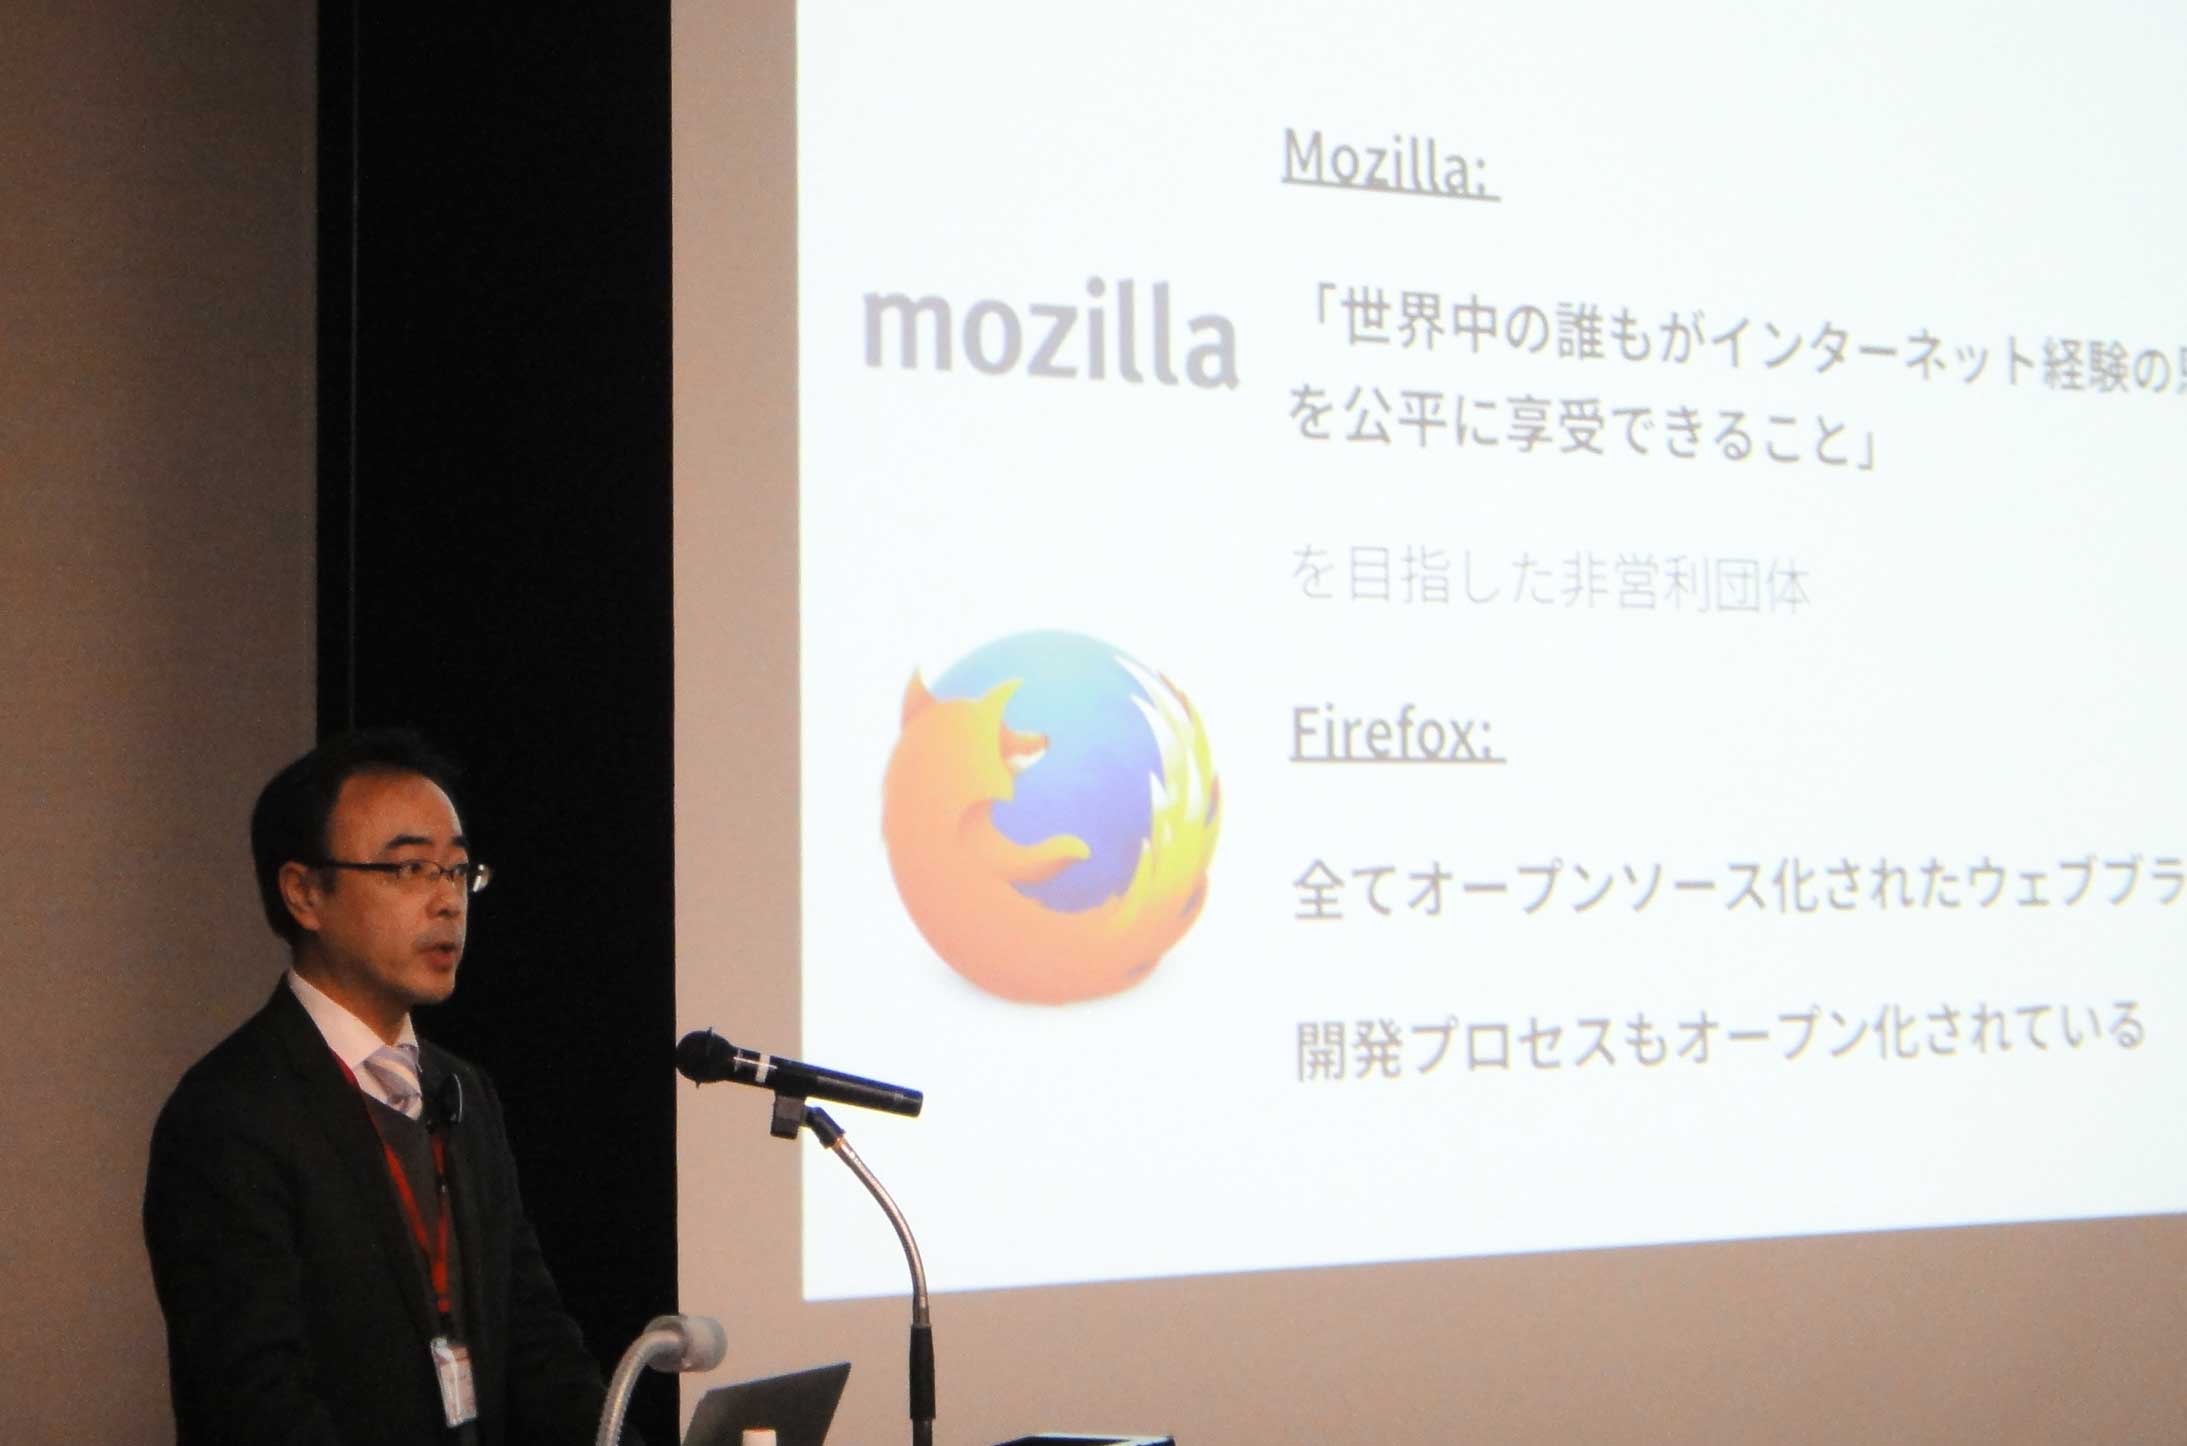 Mozilla:
mozilla
「世界中の誰もがインターネット経験の
を公平に享受できること」
を目指した非営利団体
Firefox:
全てオープンソース化されたウェブブラ
開発プロセスもオープン化されている